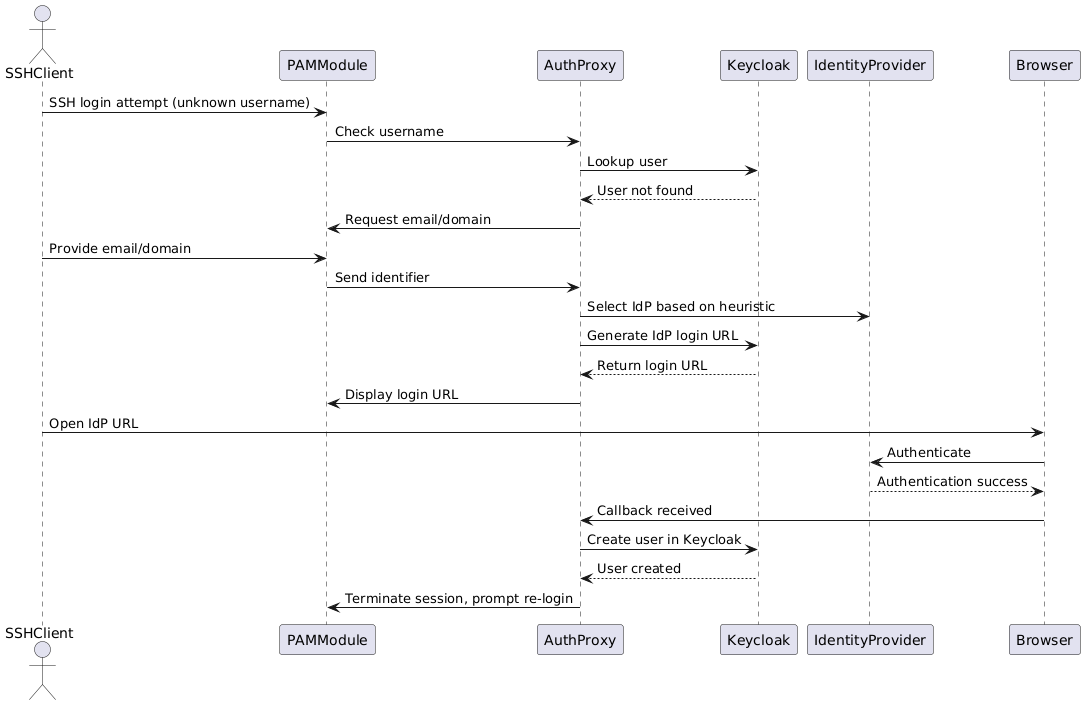 SSHClient
PAMModule
AuthProxy
Keycloak
IdentityProvider
Browser
SSH login attempt (unknown username)
Check username
Lookup user
User not found
Request email/domain
Provide email/domain
Send identifier
Select IdP based on heuristic
Generate IdP login URL
Return login URL
Display login URL
Open IdP URL
Authenticate
Authentication success
Callback received
Create user in Keycloak
User created
Terminate session, prompt re-login
SSHClient
PAMModule
AuthProxy
Keycloak
IdentityProvider
Browser